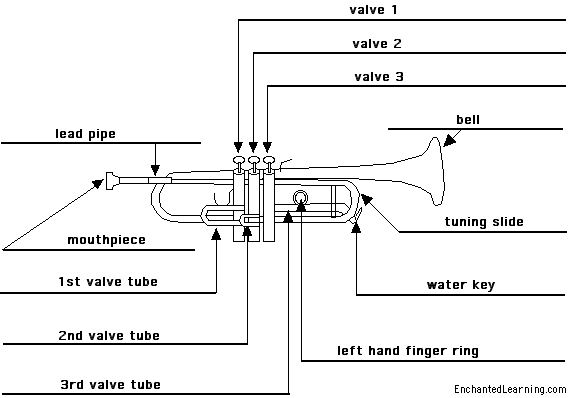 valve 1
valve 2
valve 3
bell
lead pipe
tuning slide
mouthpiece
1st valve tube
water key
2nd valve tube
left hand finger ring
3rd valve tube
EnchantedLearning.com